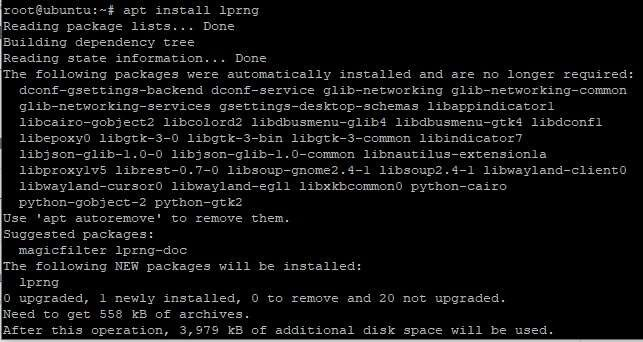 root@ubuntu:~# apt install lprng
Reading package lists... Done
Building dependency tree
Reading state information... Done
The following packages were automatically installed and are no longer required:
  dconf-gsettings-backend dconf-service glib-networking glib-networking-common
  glib-networking-services gsettings-desktop-schemas libappindicator1
  libcairo-gobject2 libcolord2 libdbusmenu-glib4 libdbusmenu-gtk4 libdconf1
  libepoxy0 libgtk-3-0 libgtk-3-bin libgtk-3-common libindicator7
  libjson-glib-1.0-0 libjson-glib-1.0-common libnautilus-extension1a
  libproxy1v5 librest-0.7-0 libsoup-gnome2.4-1 libsoup2.4-1 libwayland-client0
  libwayland-cursor0 libwayland-egl1 libxkbcommon0 python-cairo
  python-gobject-2 python-gtk2
Use 'apt autoremove' to remove them.
Suggested packages:
  magicfilter lprng-doc
The following NEW packages will be installed:
  lprng
0 upgraded, 1 newly installed, 0 to remove and 20 not upgraded.
Need to get 558 kB of archives.
After this operation, 3,979 kB of additional disk space will be used.